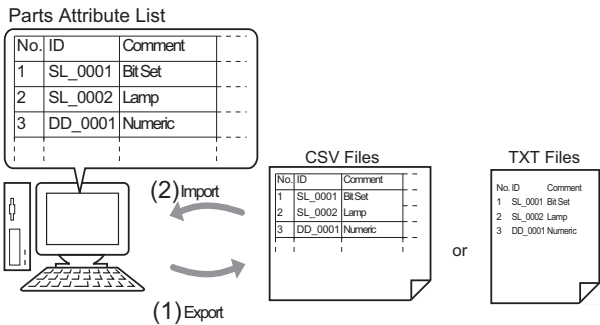 Parts Attribute List
No. ID Comment
1 SL_0001 Bit Set
2 SL_0002 Lamp
3 DD_0001 Numeric
(2) Import
(1) Export
CSV Files
No. ID Comment
1 SL_0001 Bit Set
2 SL_0002 Lamp
3 DD_0001 Numeric
or
TXT Files
No. ID Comment
1 SL_0001 Bit Set
2 SL_0002 Lamp
3 DD_0001 Numeric